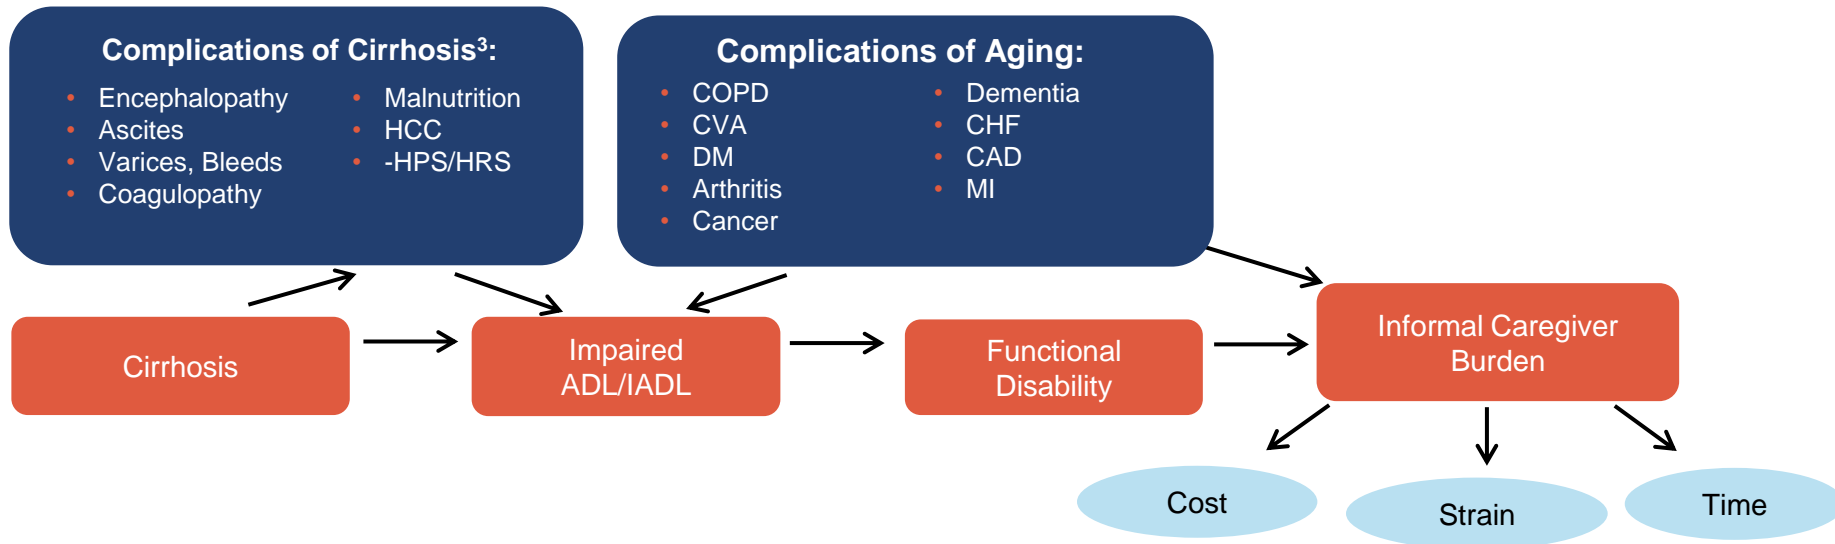 Complications of Cirrhosis³:
• Encephalopathy
• Ascites
• Varices, Bleeds
• Coagulopathy
• Malnutrition
• HCC
• -HPS/HRS
Complications of Aging:
• COPD
• CVA
• DM
• Arthritis
• Cancer
• Dementia
• CHF
• CAD
• MI
Cirrhosis
Impaired
ADL/IADL
Functional
Disability
Informal Caregiver
Burden
Cost
Strain
Time